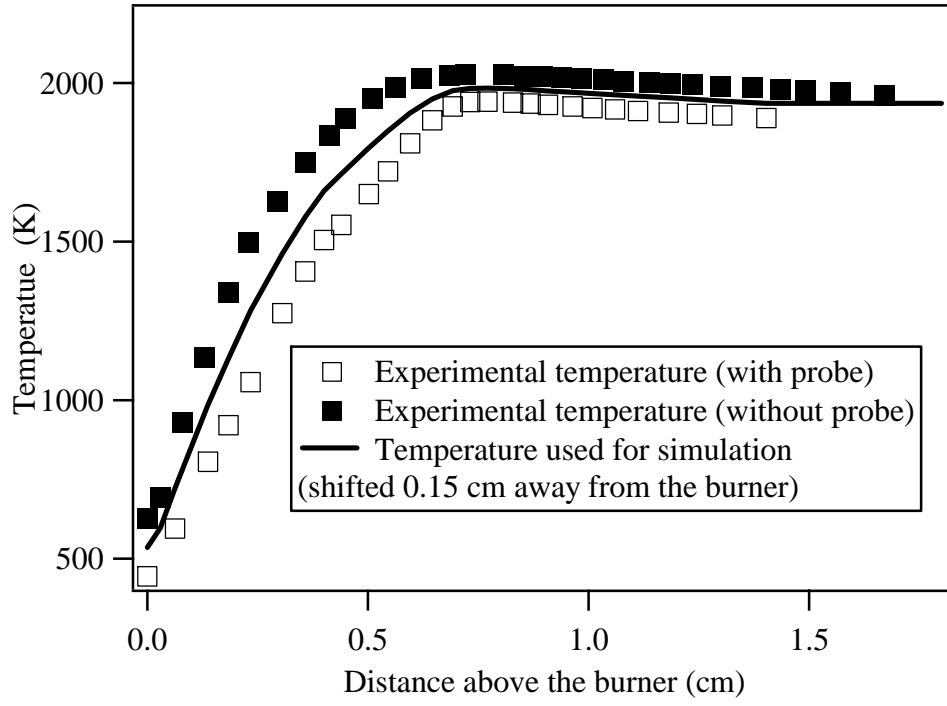 2000
1500
1000
500
Temperatue (K)
Experimental temperature (with probe)
Experimental temperature (without probe)
Temperature used for simulation
(shifted 0.15 cm away from the burner)
0.0 0.5 1.0 1.5
Distance above the burner (cm)